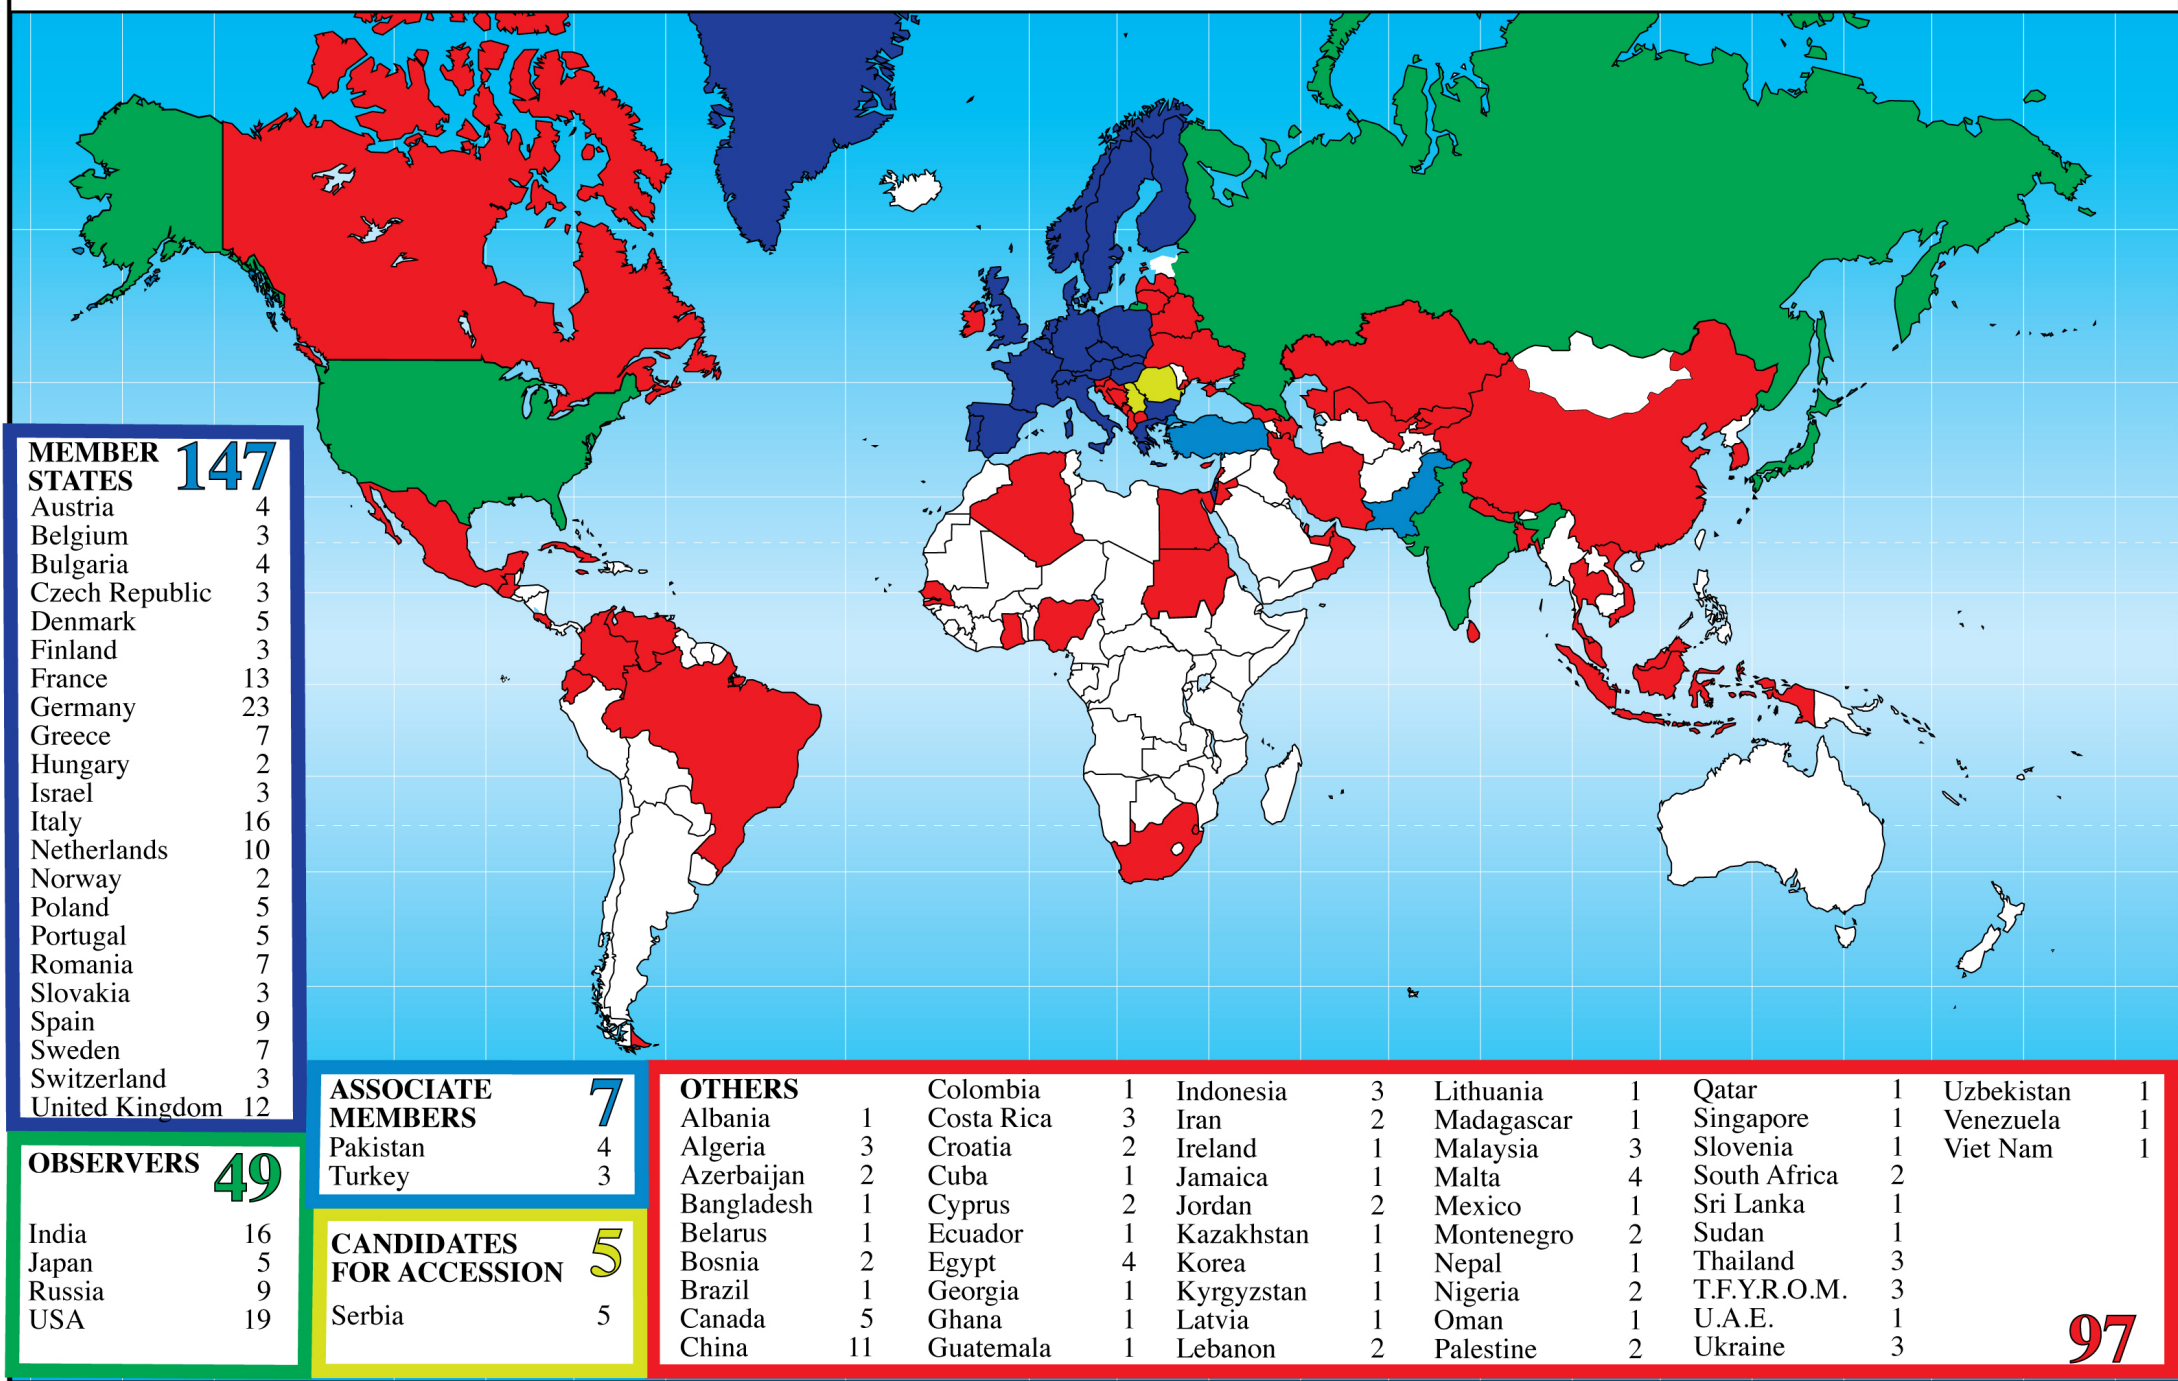 MEMBER
STATES 147
Austria 4
Belgium 3
Bulgaria 4
Czech Republic 3
Denmark 5
Finland 3
France 13
Germany 23
Greece 7
Hungary 2
Israel 3
Italy 16
Netherlands 10
Norway 2
Poland 5
Portugal 5
Romania 7
Slovakia 3
Spain 9
Sweden 7
Switzerland 3
United Kingdom 12
OBSERVERS 49
India 16
Japan 5
Russia 9
USA 19
ASSOCIATE
MEMBERS 7
Pakistan 4
Turkey 3
CANDIDATES
FOR ACCESSION 5
Serbia 5
OTHERS
Albania 1
Algeria 3
Azerbaijan 2
Bangladesh 1
Belarus 1
Bosnia 2
Brazil 1
Canada 5
China 11
Colombia 1
Costa Rica 3
Croatia 2
Cuba 1
Cyprus 2
Ecuador 1
Egypt 4
Georgia 1
Ghana 1
Guatemala 1
Indonesia 3
Iran 2
Ireland 1
Jamaica 1
Jordan 2
Kazakhstan 1
Korea 1
Kyrgyzstan 1
Latvia 1
Lebanon 2
Lithuania 1
Madagascar 1
Malaysia 3
Malta 4
Mexico 1
Montenegro 2
Nepal 1
Nigeria 2
Oman 1
Palestine 2
Qatar 1
Singapore 1
Slovenia 1
South Africa 2
Sri Lanka 1
Sudan 1
Thailand 3
T.F.Y.R.O.M. 3
U.A.E. 1
Ukraine 3
Uzbekistan 1
Venezuela 1
Viet Nam 1
97